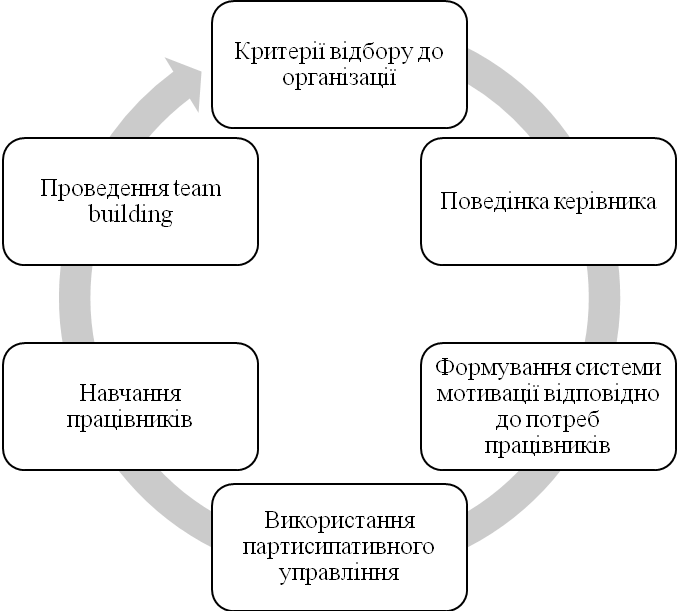 Критерії відбору до
організації
Поведінка керівника
Формування системи
мотивації відповідно
до потреб
працівників
Використання
партисипативного
управління
Навчання
працівників
Проведення team
building